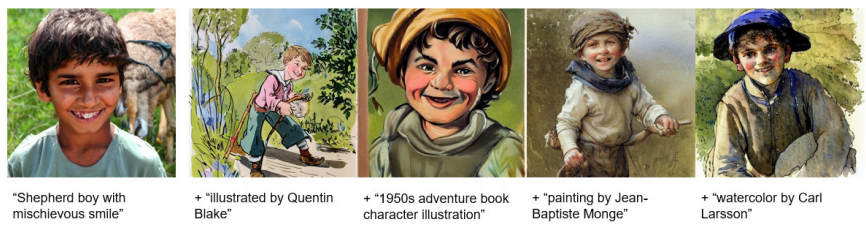 “Shepherd boy with
mischievous smile”
+ “illustrated by Quentin
Blake”
+ “1950s adventure book
character illustration”
+ “painting by Jean-
Baptiste Monge”
+ “watercolor by Carl
Larsson”